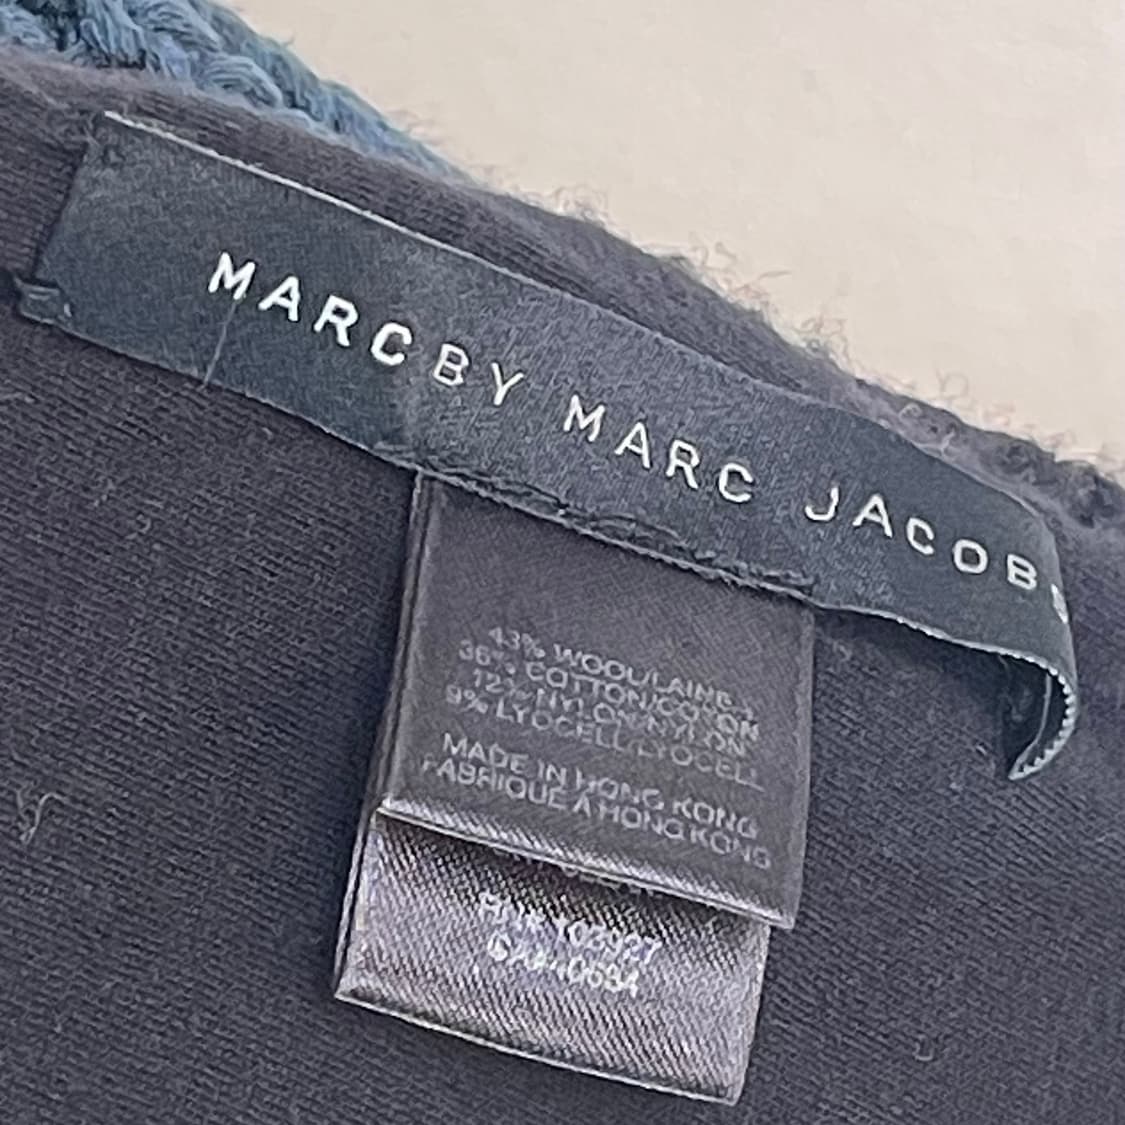 MARC BY MARC JACOBS
43% WOOL/LAINE
36% COTTON/COTON
12% NYLON/NYLON
9% LYOCELL/LYOCELL
MADE IN HONG KONG
FABRIQUE À HONG KONG